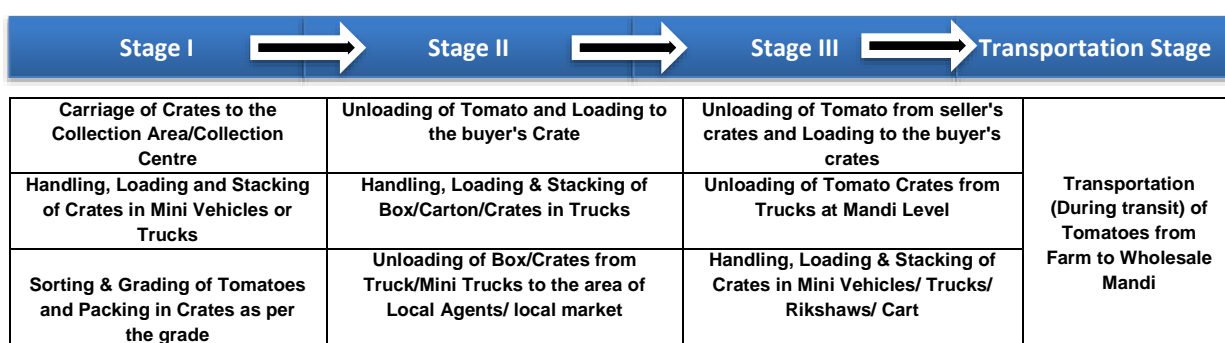 Stage I
Stage II
Stage III
Transportation Stage
Carriage of Crates to the
Collection Area/Collection
Centre
Unloading of Tomato and Loading to
the buyer's Crate
Unloading of Tomato from seller's
crates and Loading to the buyer's
crates
Transportation
(During transit) of
Tomatoes from
Farm to Wholesale
Mandi
Handling, Loading and Stacking
of Crates in Mini Vehicles or
Trucks
Handling, Loading & Stacking of
Box/Carton/Crates in Trucks
Unloading of Tomato Crates from
Trucks at Mandi Level
Sorting & Grading of Tomatoes
and Packing in Crates as per
the grade
Unloading of Box/Crates from
Truck/Mini Trucks to the area of
Local Agents/ local market
Handling, Loading & Stacking of
Crates in Mini Vehicles/ Trucks/
Rikshaws/ Cart